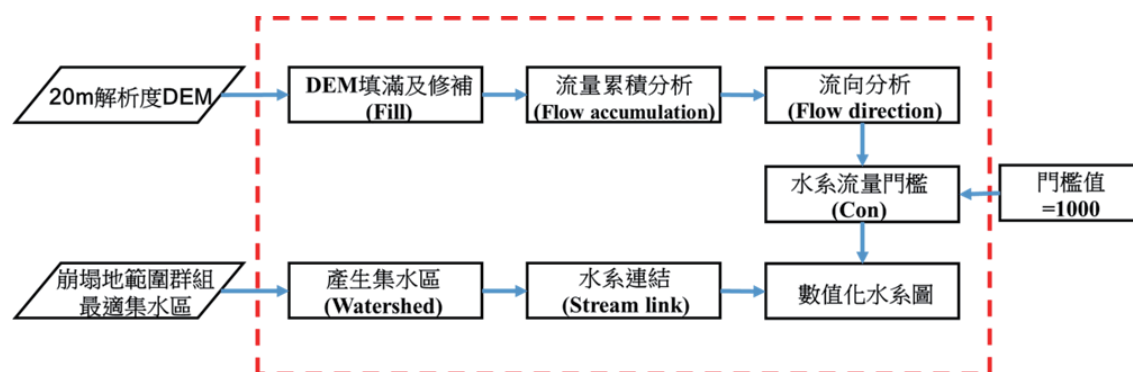 20m解析度DEM
DEM填滿及修補
(Fill)
流量累積分析
(Flow accumulation)
流向分析
(Flow direction)
水系流量門檻
(Con)
門檻值
=1000
崩塌地範圍群組
最適集水區
產生集水區
(Watershed)
水系連結
(Stream link)
數值化水系圖